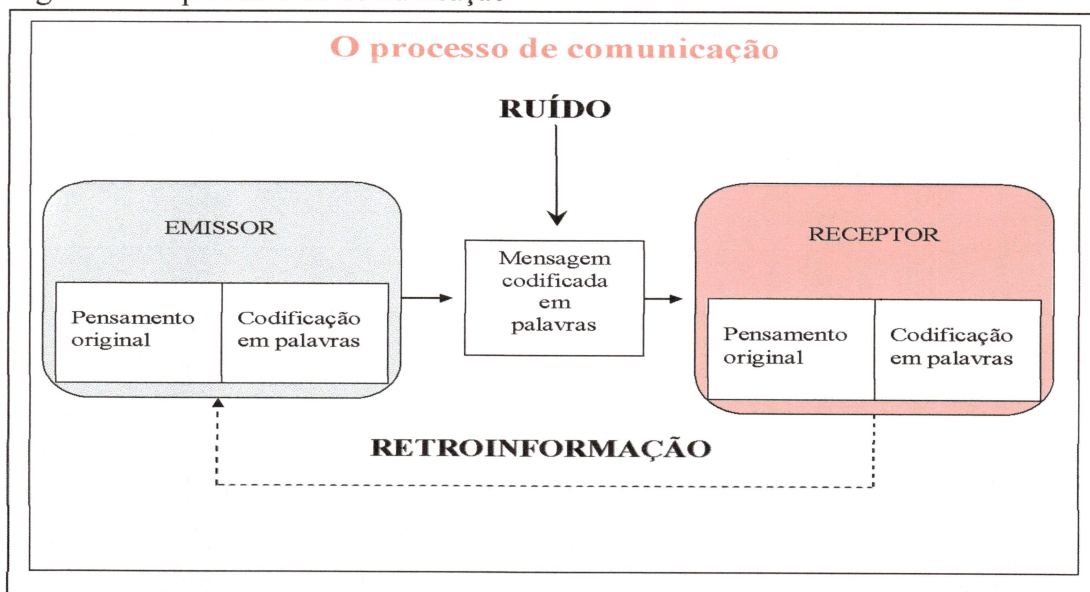 O processo de comunicação
RUÍDO
EMISSOR
Pensamento
original
Codificação
em palavras
Mensagem
codificada
em
palavras
RECEPTOR
Pensamento
original
Codificação
em palavras
RETROINFORMAÇÃO